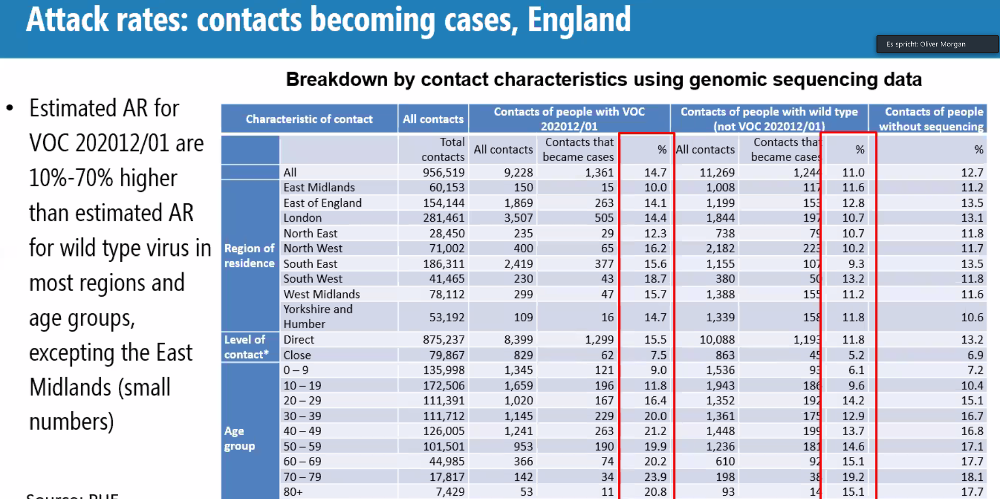 Attack rates: contacts becoming cases, England
Es spricht: Oliver Morgan
Breakdown by contact characteristics using genomic sequencing data
• Estimated AR for
VOC 202012/01 are
10%-70% higher
than estimated AR
for wild type virus in
most regions and
age groups,
excepting the East
Midlands (small
numbers)
Source: PHE
Characteristic of contact All contacts Contacts of people with VOC 202012/01 Contacts of people with wild type (not VOC 202012/01) Contacts of people without sequencing
Total contacts All contacts Contacts that became cases % All contacts Contacts that became cases % %
All 956,519 9,228 1,361 14.7 11,269 1,244 11.0 12.7
Region of residence
East Midlands 60,153 150 15 10.0 1,008 117 11.6 11.2
East of England 154,144 1,869 263 14.1 1,199 153 12.8 13.5
London 281,461 3,507 505 14.4 1,844 197 10.7 13.1
North East 28,450 235 29 12.3 738 79 10.7 11.8
North West 71,002 400 65 16.2 2,182 223 10.2 11.7
South East 186,311 2,419 377 15.6 1,155 107 9.3 13.5
South West 41,465 230 43 18.7 380 50 13.2 11.8
West Midlands 78,112 299 47 15.7 1,388 155 11.2 11.6
Yorkshire and Humber 53,192 109 16 14.7 1,339 158 11.8 10.6
Level of contact*
Direct 875,237 8,399 1,299 15.5 10,088 1,193 11.8 13.2
Close 79,867 829 62 7.5 863 45 5.2 6.9
Age group
0 – 9 135,998 1,345 121 9.0 1,536 93 6.1 7.2
10 – 19 172,506 1,659 196 11.8 1,943 186 9.6 10.4
20 – 29 111,391 1,020 167 16.4 1,352 192 14.2 15.1
30 – 39 111,712 1,145 229 20.0 1,361 175 12.9 16.7
40 – 49 126,005 1,241 263 21.2 1,448 199 13.7 16.8
50 – 59 101,501 953 190 19.9 1,236 181 14.6 17.1
60 – 69 44,985 366 74 20.2 610 92 15.1 17.7
70 – 79 17,817 142 34 23.9 198 38 19.2 18.1
80+ 7,429 53 11 20.8 93 14 15.1 17.7